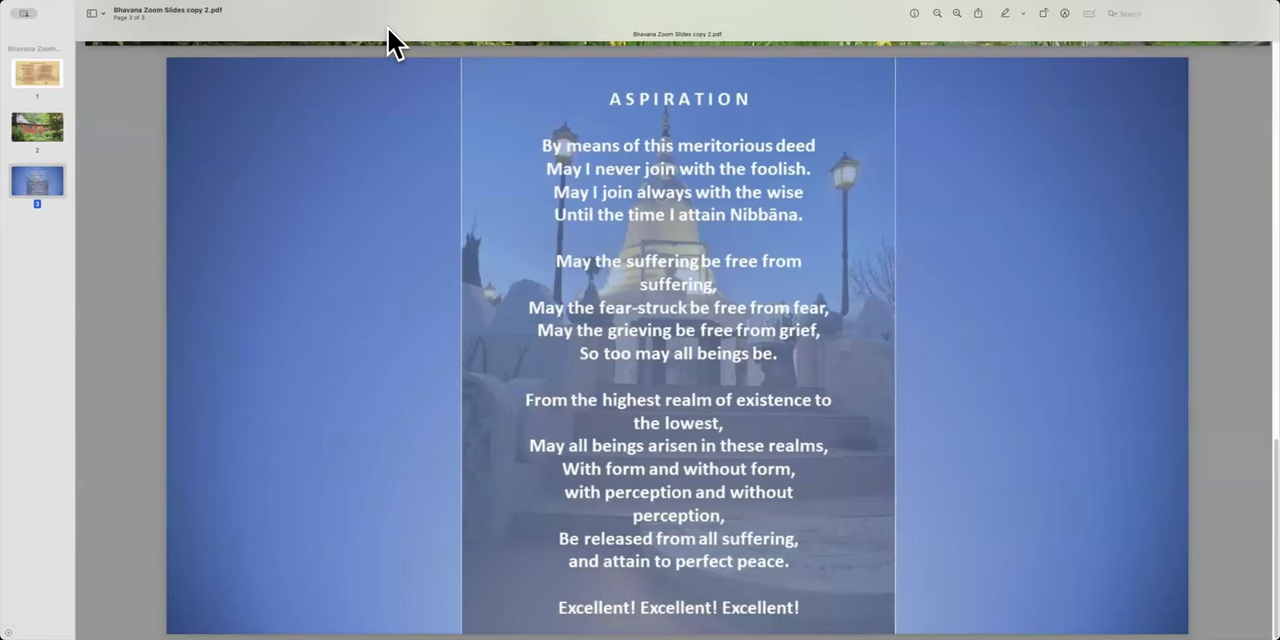 Bhavana Zoom Slides copy 2.pdf
Page 3 of 3
Search
Bhavana Zoom Slides copy 2.pdf
Bhavana Zoom...
1
2
3
ASPIRATION
By means of this meritorious deed
May I never join with the foolish.
May I join always with the wise
Until the time I attain Nibbāna.
May the suffering be free from
suffering,
May the fear-struck be free from fear,
May the grieving be free from grief,
So too may all beings be.
From the highest realm of existence to
the lowest,
May all beings arisen in these realms,
With form and without form,
with perception and without
perception,
Be released from all suffering,
and attain to perfect peace.
Excellent! Excellent! Excellent!